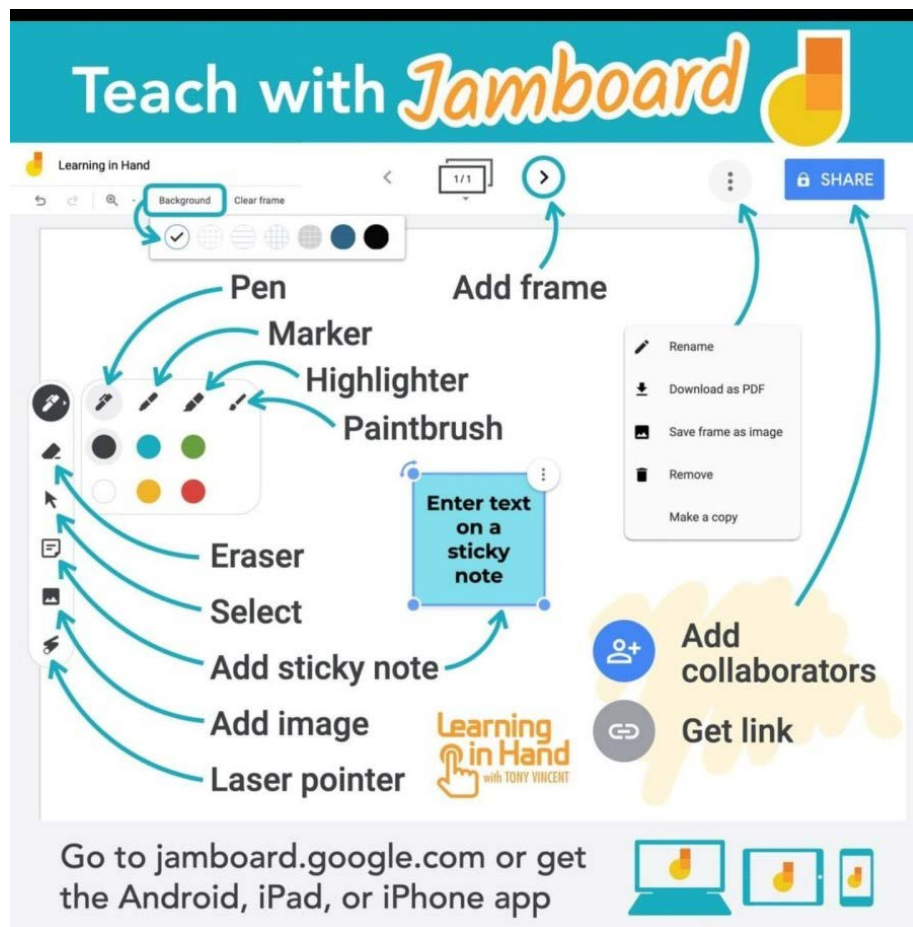 Teach with Jamboard
Learning in Hand
1/1
SHARE
Background
Clear frame
Pen
Add frame
Marker
Rename
Highlighter
Download as PDF
Paintbrush
Save frame as image
Remove
Make a copy
Enter text
on a
sticky
note
Eraser
Select
Add sticky note
Add image
Laser pointer
Add
collaborators
Get link
Learning
in Hand
with TONY VINCENT
Go to jamboard.google.com or get
the Android, iPad, or iPhone app